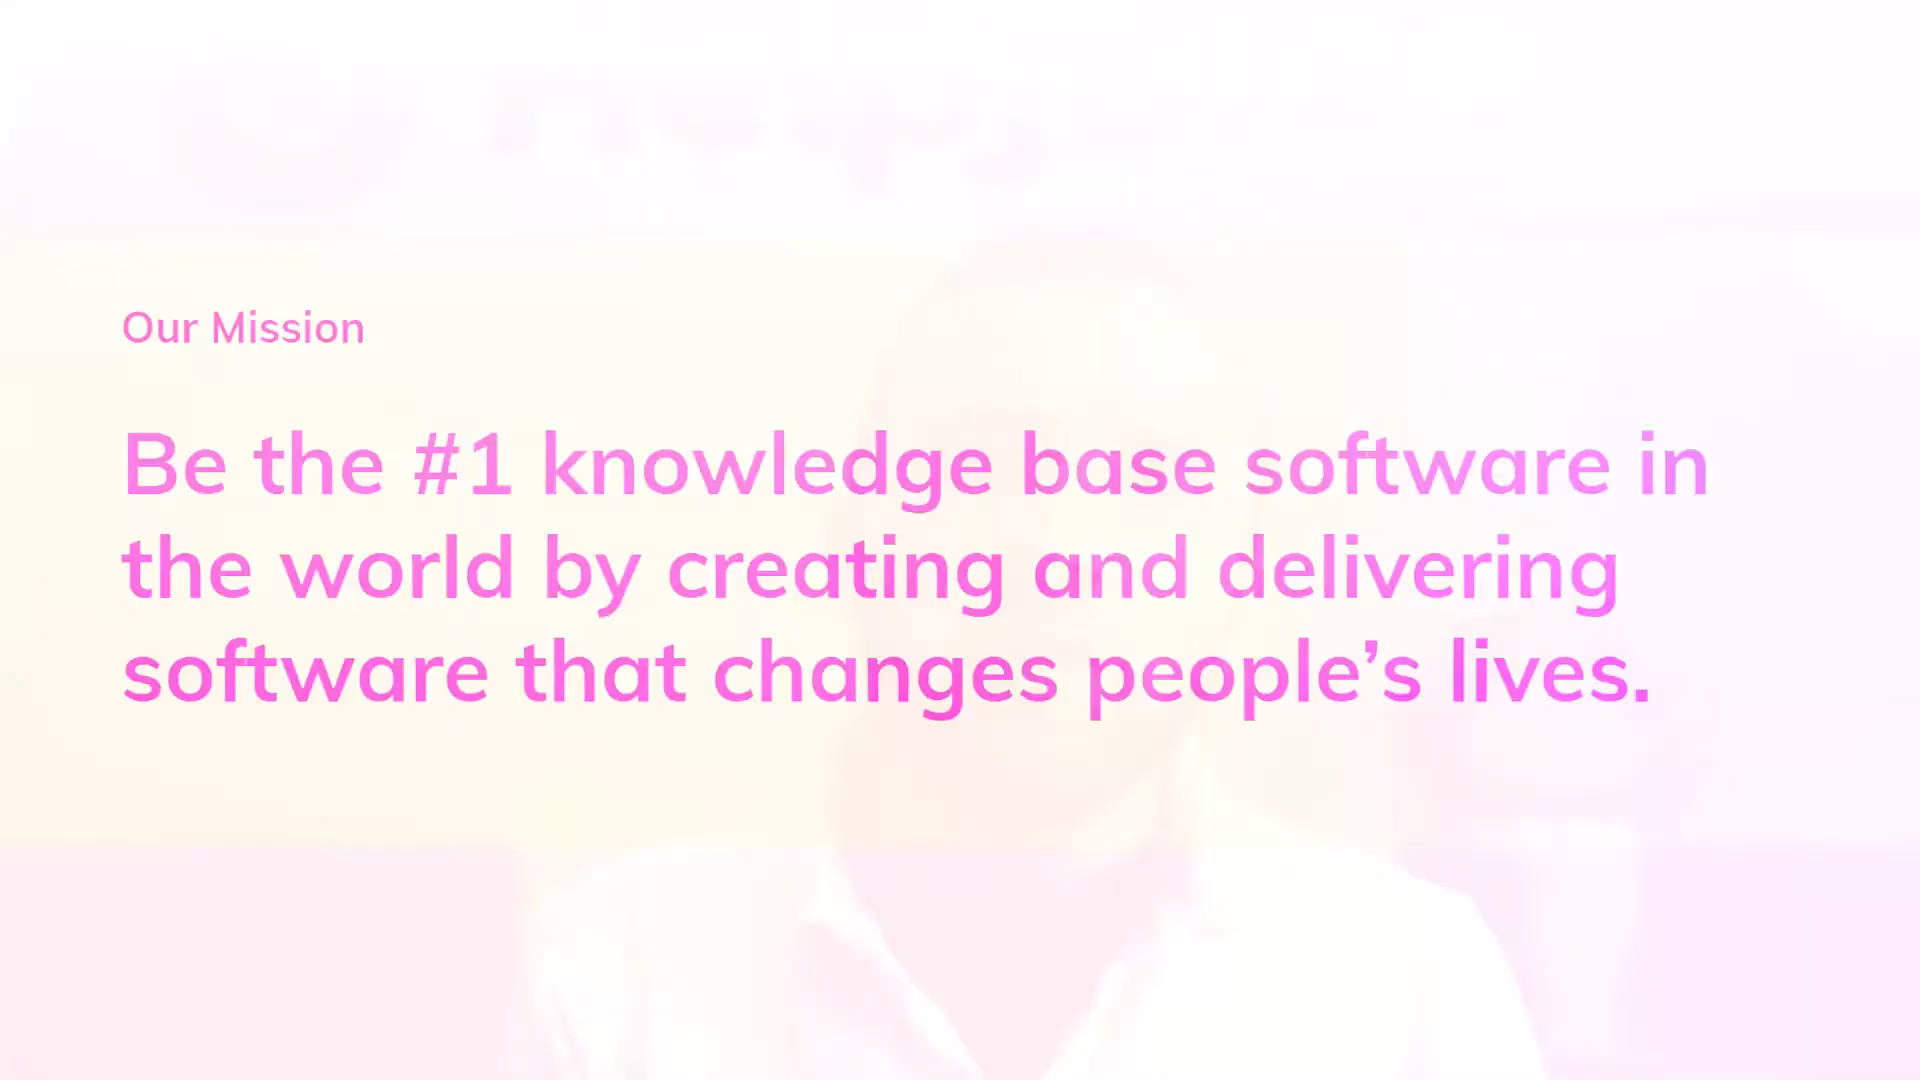 Our Mission
Be the #1 knowledge base software in
the world by creating and delivering
software that changes people’s lives.